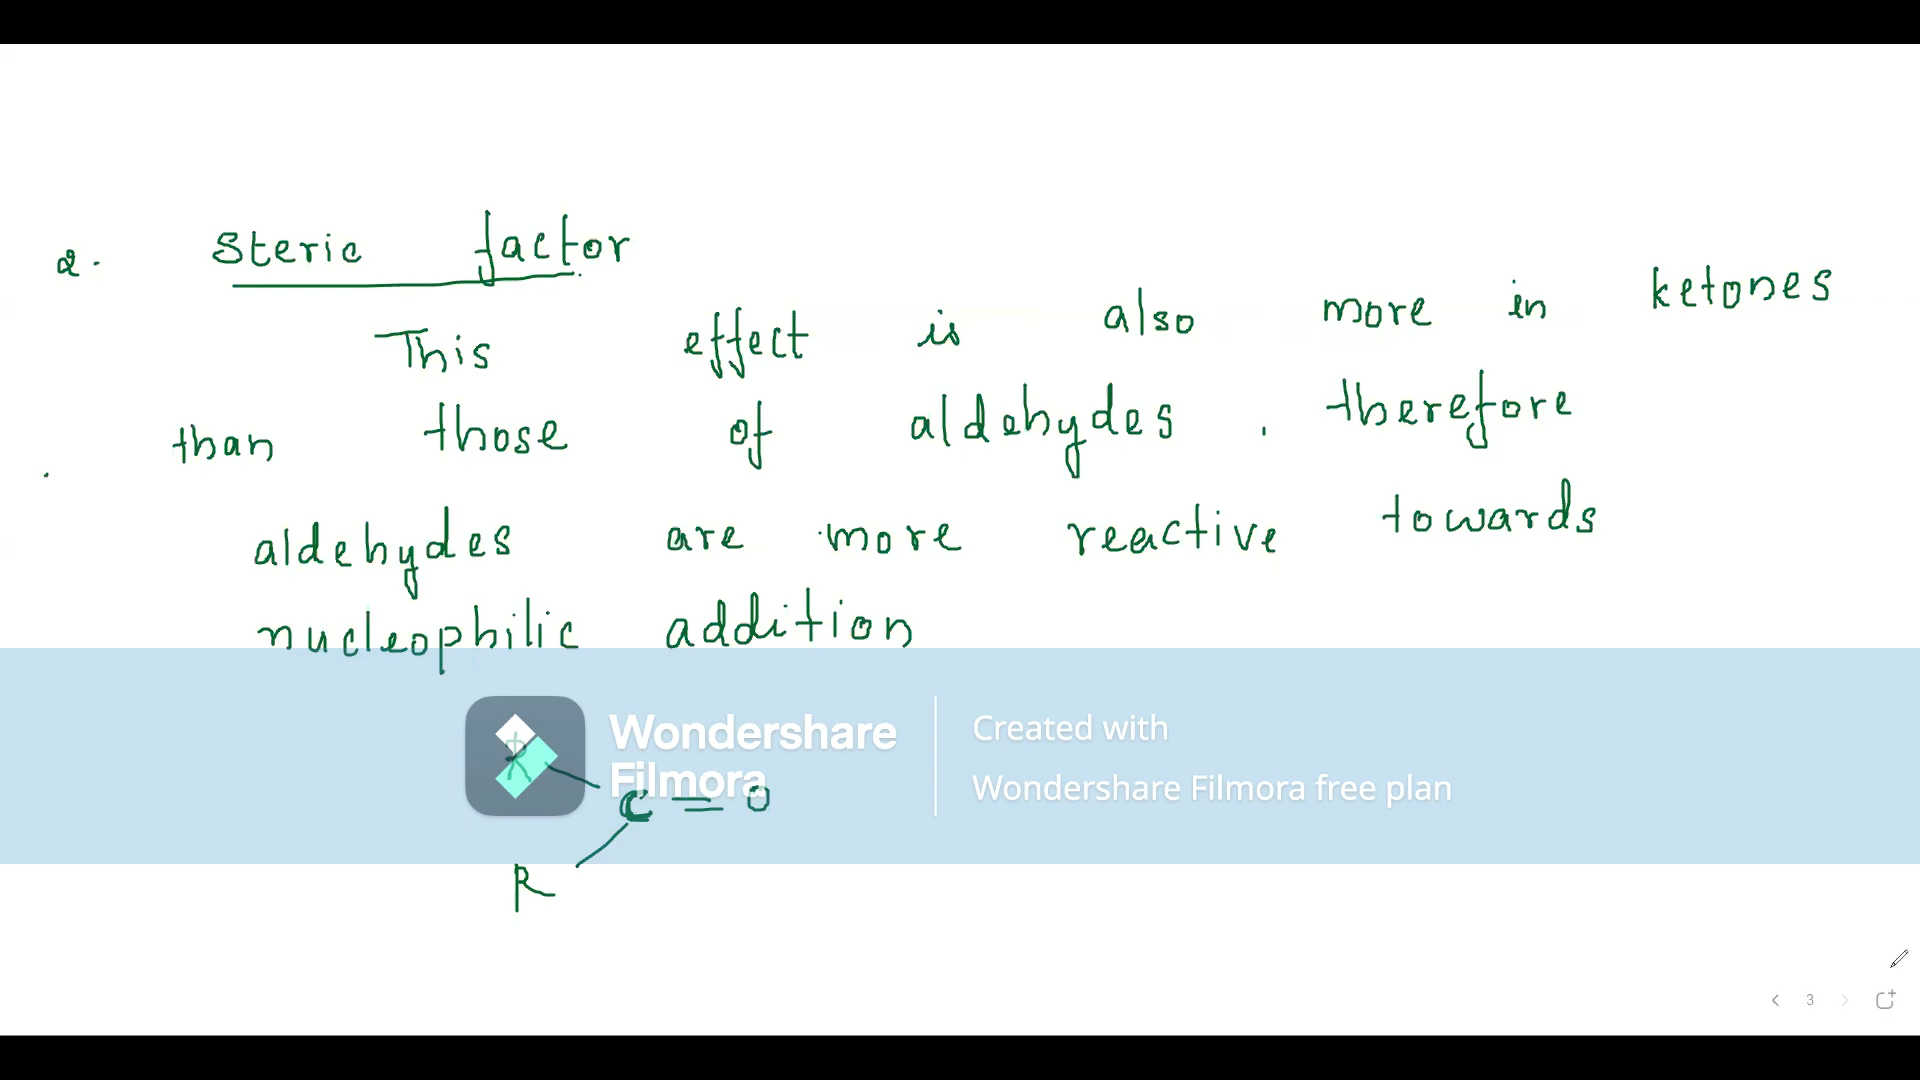 2. Steric factor
This effect is also more in ketones
than those of aldehydes . therefore
aldehydes are more reactive towards
nucleophilic addition
Wondershare Filmora
Created with
Wondershare Filmora free plan
R
C = O
R
3